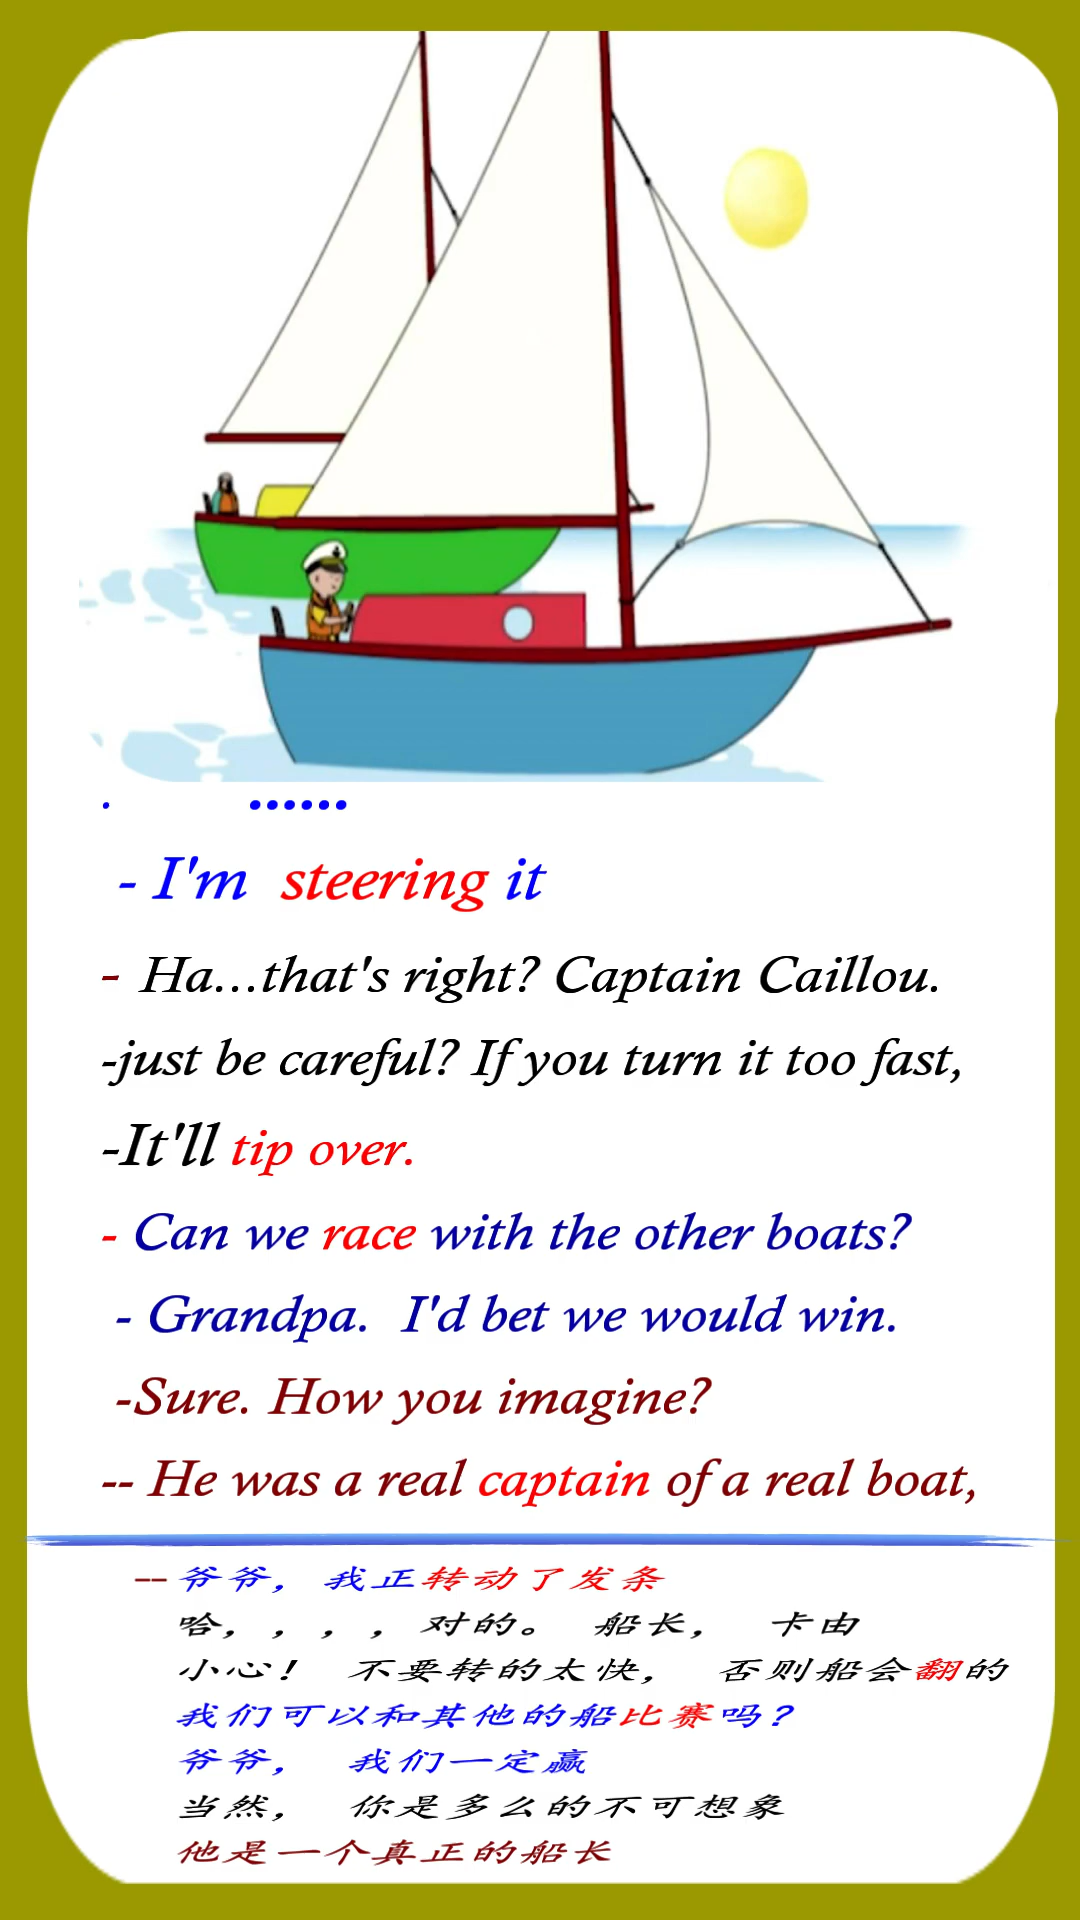 . ......
- I'm steering it
- Ha...that's right? Captain Caillou.
-just be careful? If you turn it too fast,
-It'll tip over.
- Can we race with the other boats?
- Grandpa. I'd bet we would win.
-Sure. How you imagine?
-- He was a real captain of a real boat,
-- 爷爷， 我正转动了发条
哈，，，，对的。 船长， 卡由
小心！ 不要转的太快， 否则船会翻的
我们可以和其他的船比赛吗？
爷爷， 我们一定赢
当然， 你是多么的不可想象
他是一个真正的船长